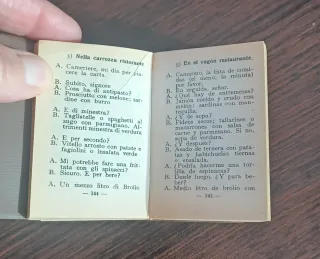 5) Nella carrozza ristorante
A. Cameriere, mi dia per pia-
cere la carta.
B. Subito, signore
A. Cosa ha di antipasto?
B. Prosciutto con melone; sar-
dine con burro
A. E di minestra?
B. Tagliatelle o spaghetti al
sugo con parmigiano. Al-
trimenti minestra di verdura
A. E per secondo?
B. Vitello arrosto con patate e
fagiolini o insalata verde
A. Mi potrebbe fare una frit-
tata con gli spinacci?
B. Sicuro. E per bere?
A. Un mezzo litro di Brolio
— 144 —
5) En el vagón restaurante.
A. Camarero, la lista de comi-
das (el menú, la minuta)
por favor;
B. En seguida, señor.
A. ¿Qué hay de entremeses?
B. Jamón cocido y crudo con
melón; sardinas con man-
tequilla.
A. ¿Y de sopa?
B. Fideos secos; tallarines o
macarrones con salsa de
carne y parmesano. Si no,
sopa de verduras.
A. ¿Y después?
B. Asado de ternera con pata-
tas y habichuelas tiernas
o ensalada.
A. ¿Podría hacerme una tor-
tilla de espinacas?
B. Desde luego. ¿Y para be-
ber?
A. Medio litro de brolio con
— 145 —